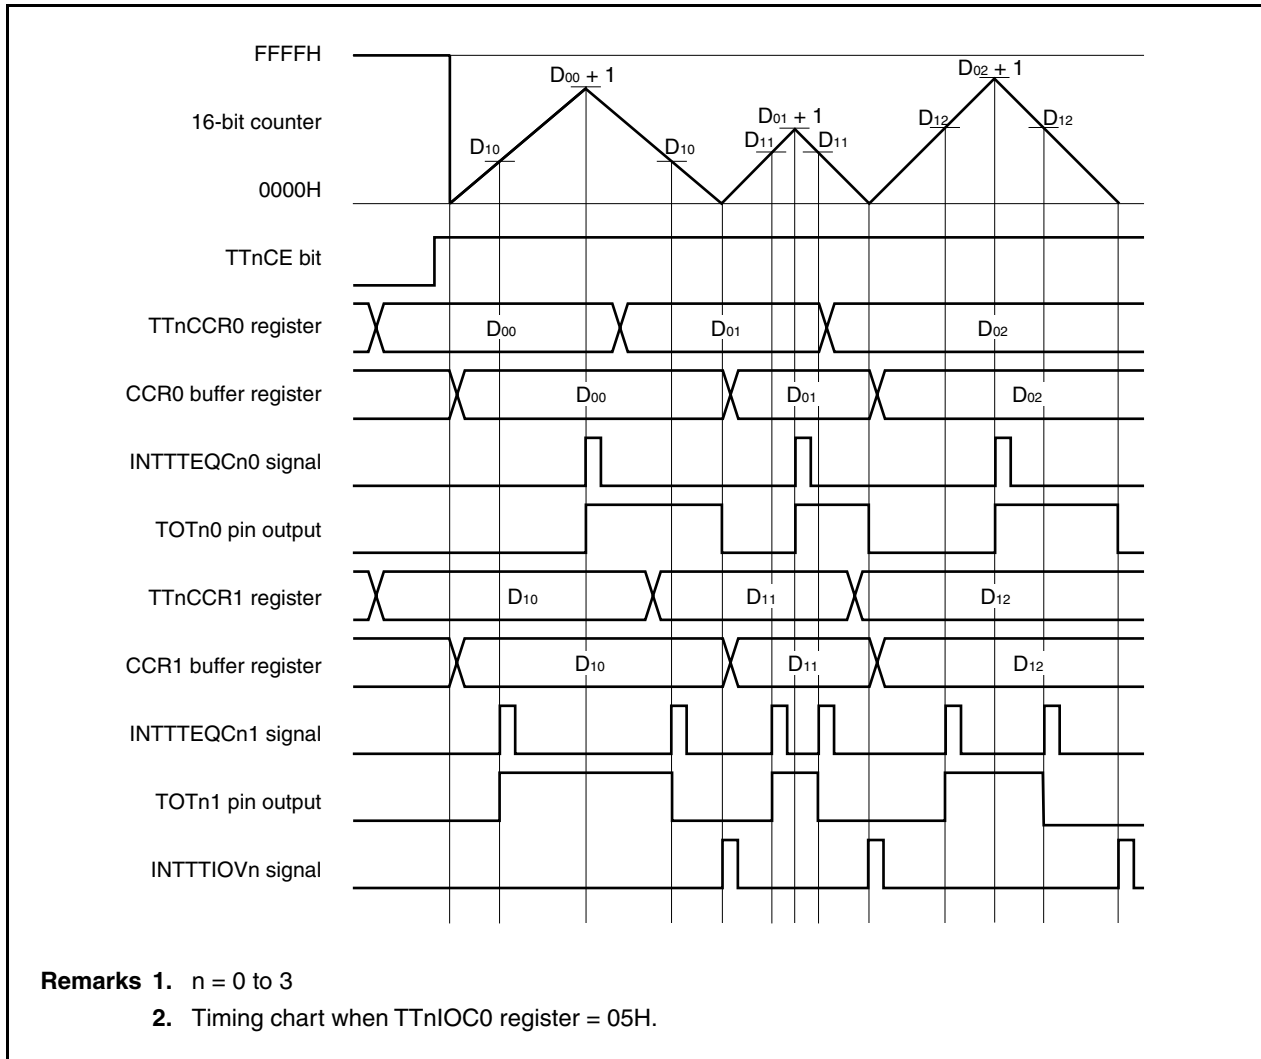 FFFFH
D00 + 1
D02 + 1
16-bit counter
D01 + 1
D12
D12
D10
D10
D11
D11
0000H
TTnCE bit
TTnCCR0 register
D00
D01
D02
CCR0 buffer register
D00
D01
D02
INTTTEQCn0 signal
TOTn0 pin output
TTnCCR1 register
D10
D11
D12
CCR1 buffer register
D10
D11
D12
INTTTEQCn1 signal
TOTn1 pin output
INTTTIOVn signal
Remarks 1. n = 0 to 3
2. Timing chart when TTnIOC0 register = 05H.